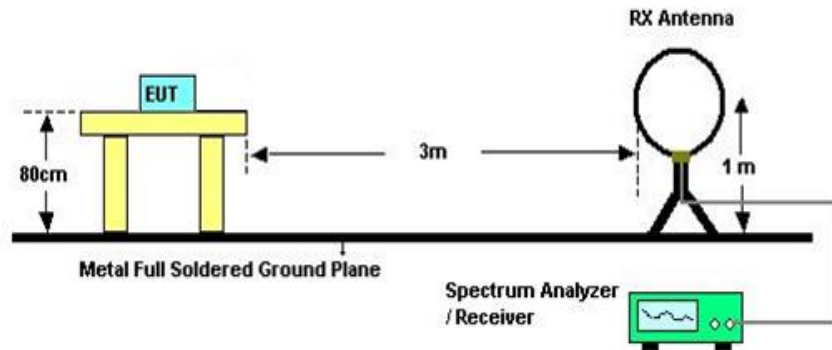 RX Antenna
EUT
80cm
3m
1 m
Metal Full Soldered Ground Plane
Spectrum Analyzer
/ Receiver